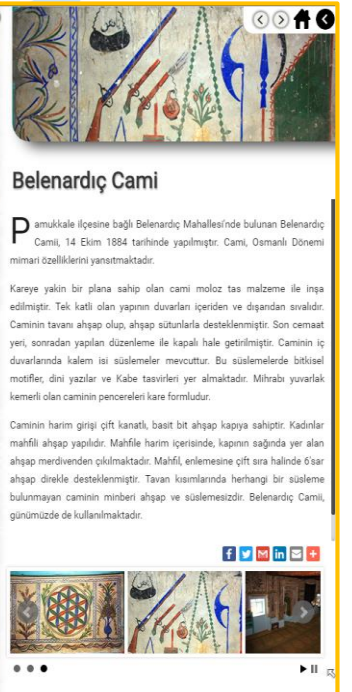 Belenardıç Cami
Pamukkale ilçesine bağlı Belenardıç Mahallesi'nde bulunan Belenardıç
Camii, 14 Ekim 1884 tarihinde yapılmıştır. Cami, Osmanlı Dönemi
mimari özelliklerini yansıtmaktadır.
Kareye yakin bir plana sahip olan cami moloz tas malzeme ile inşa
edilmiştir. Tek katli olan yapının duvarları içeriden ve dışarıdan sıvalıdır.
Caminin tavanı ahşap olup, ahşap sütunlarla desteklenmiştir. Son cemaat
yeri, sonradan yapılan düzenleme ile kapalı hale getirilmiştir. Caminin iç
duvarlarında kalem isi süslemeler mevcuttur. Bu süslemelerde bitkisel
motifler, dini yazılar ve Kabe tasvirleri yer almaktadır. Mihrabı yuvarlak
kemerli olan caminin pencereleri kare formludur.
Caminin harim girişi çift kanatlı, basit bit ahşap kapıya sahiptir. Kadınlar
mahfili ahşap yapılıdır. Mahfile harim içerisinde, kapının sağında yer alan
ahşap merdivenden çıkılmaktadır. Mahfil, enlemesine çift sıra halinde 6'sar
ahşap direkle desteklenmiştir. Tavan kısımlarında herhangi bir süsleme
bulunmayan caminin minberi ahşap ve süslemesizdir. Belenardıç Camii,
günümüzde de kullanılmaktadır.